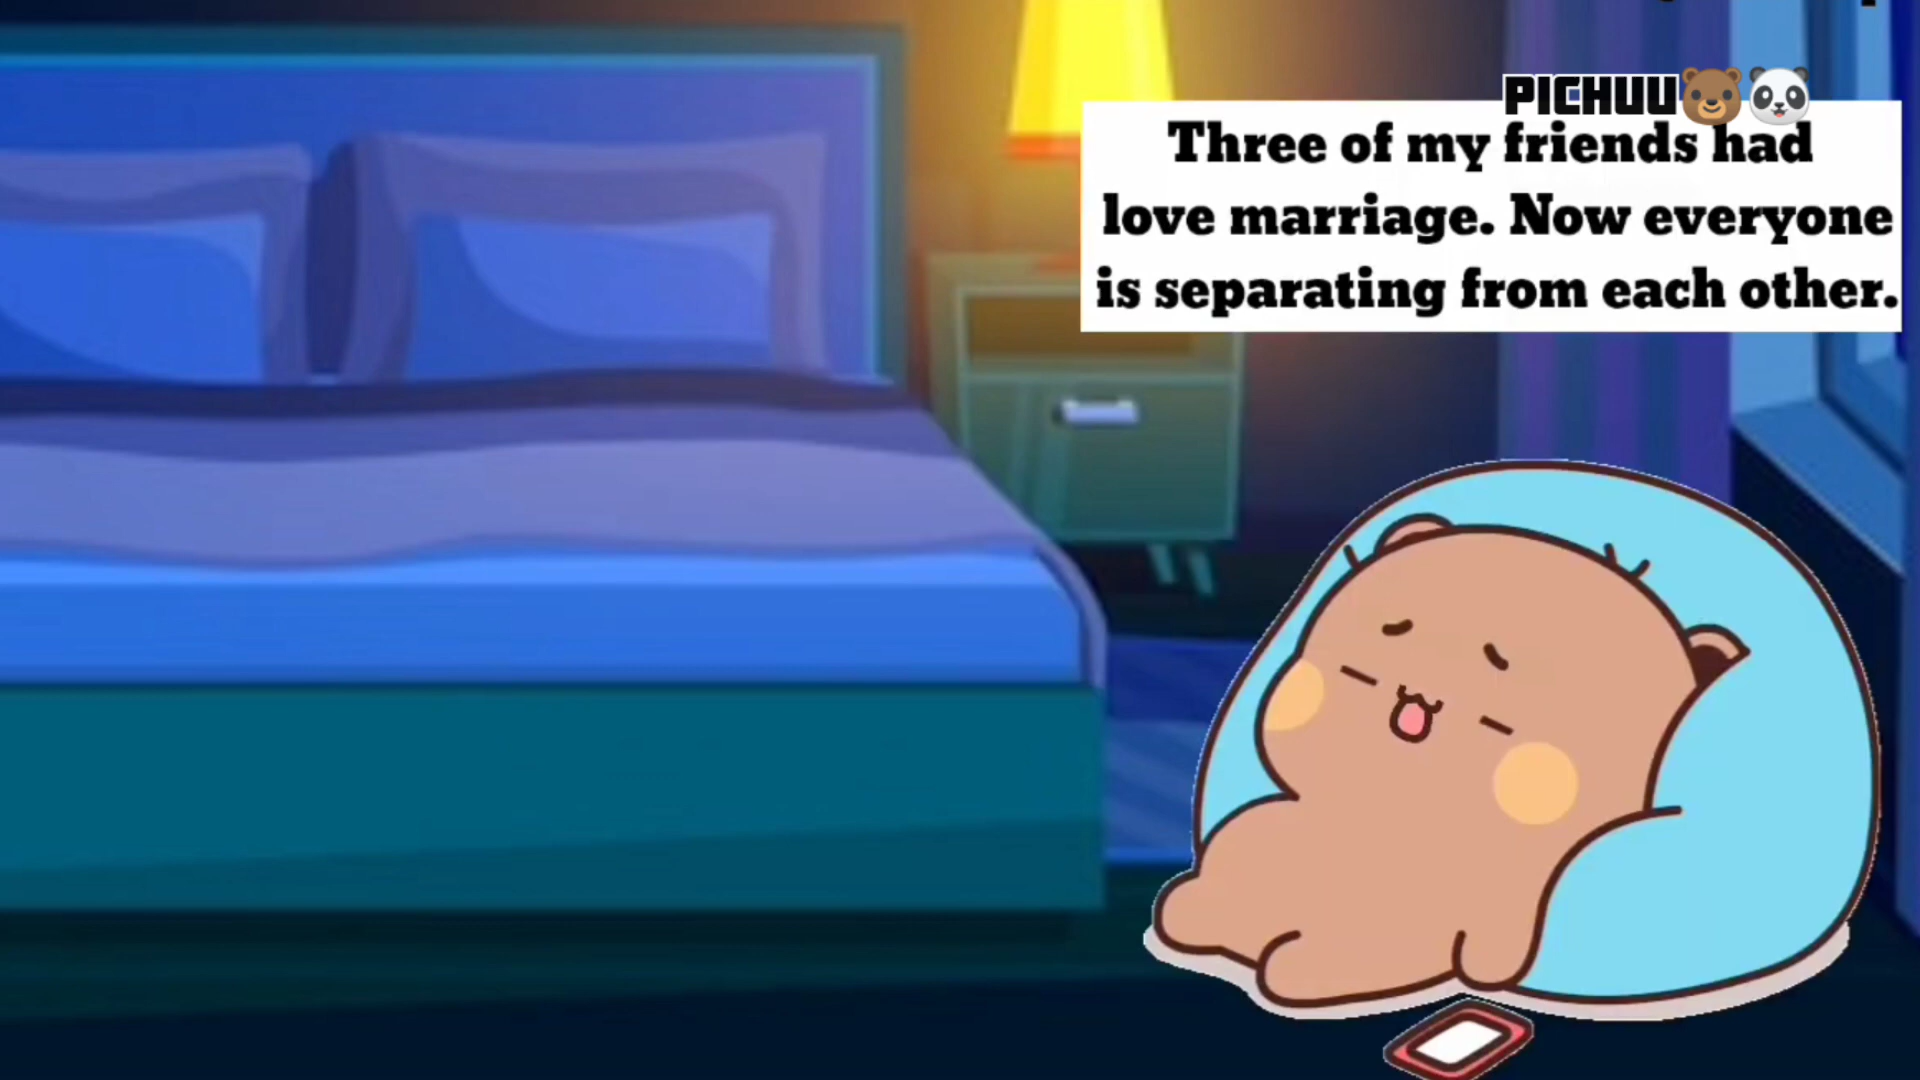 PICHUU🐻🐼
Three of my friends had
love marriage. Now everyone
is separating from each other.